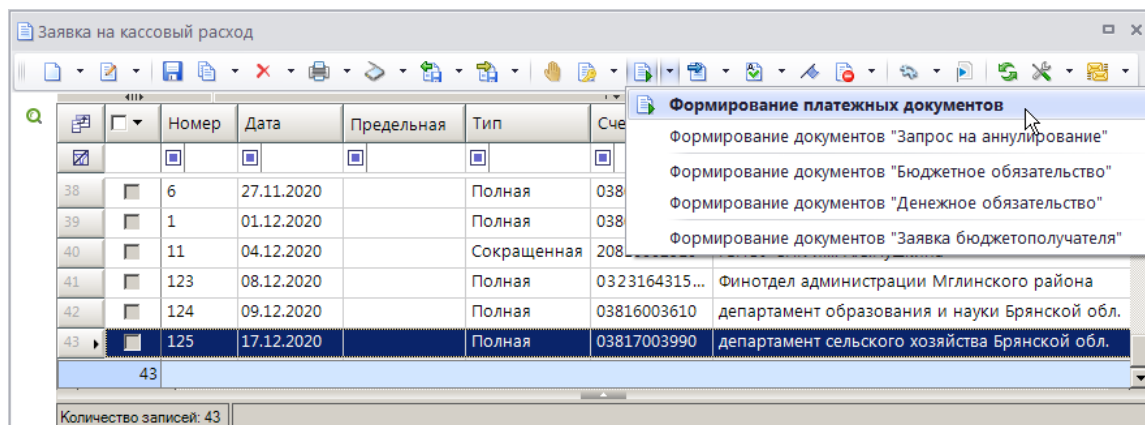 Заявка на кассовый расход
Формирование платежных документов
Формирование документов "Запрос на аннулирование"
Формирование документов "Бюджетное обязательство"
Формирование документов "Денежное обязательство"
Формирование документов "Заявка бюджетополучателя"
Номер Дата Предельная Тип Сче
38 6 27.11.2020 Полная 038
39 1 01.12.2020 Полная 038
40 11 04.12.2020 Сокращенная
41 123 08.12.2020 Полная 0323164315... Финотдел администрации Мглинского района
42 124 09.12.2020 Полная 03816003610 департамент образования и науки Брянской обл.
43 125 17.12.2020 Полная 03817003990 департамент сельского хозяйства Брянской обл.
43
Количество записей: 43